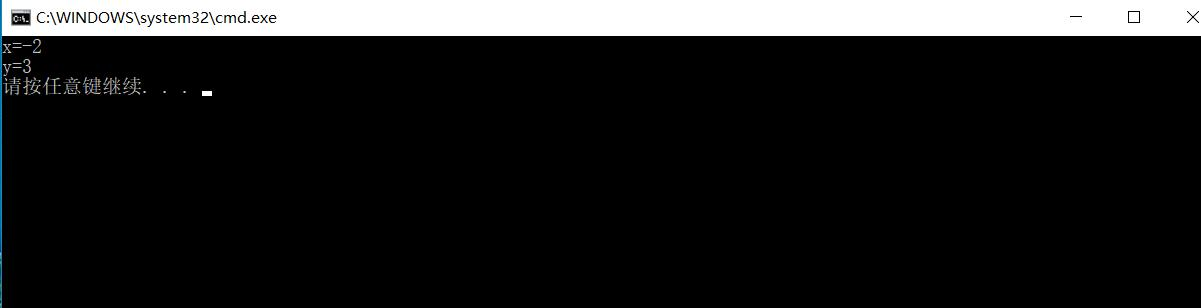 C:\WINDOWS\system32\cmd.exe
x=-2
y=3
请按任意键继续. . .